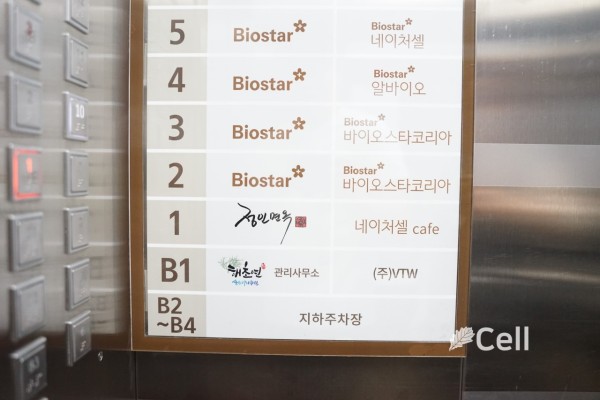 5 Biostar Biostar
네이처셀
4 Biostar Biostar
알바이오
3 Biostar Biostar
바이오스타코리아
2 Biostar Biostar
바이오스타코리아
1 정인면옥 네이처셀 cafe
B1 해초연 관리사무소 (주)VTW
B2
~B4 지하주차장
10
Cell